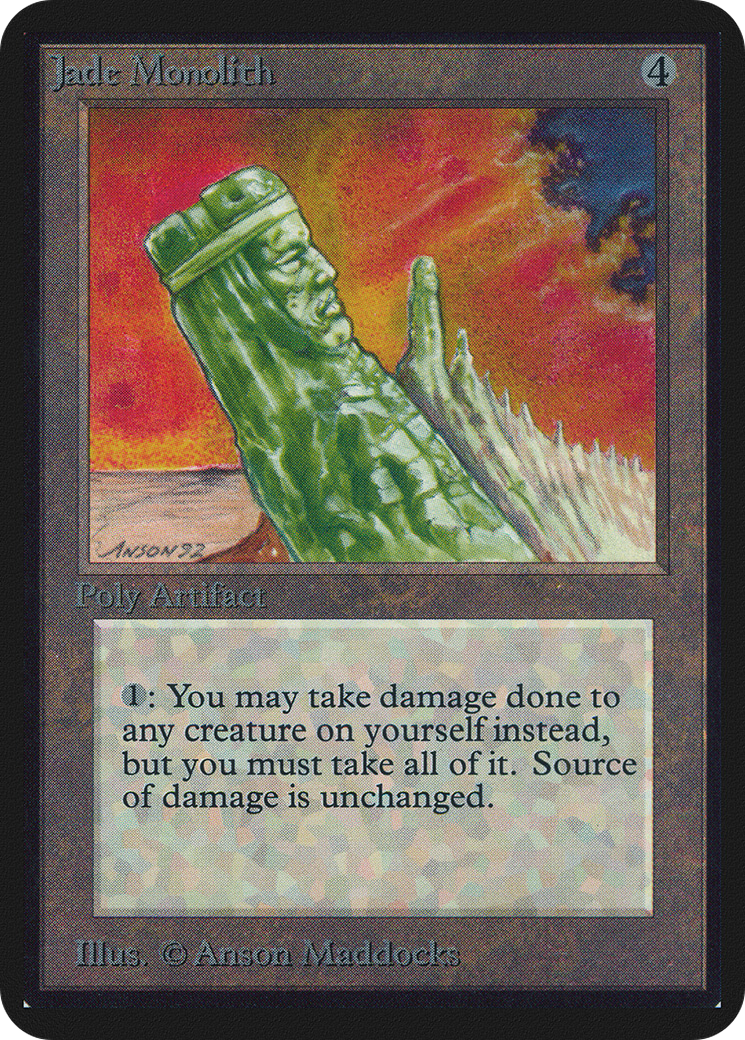 Jade Monolith 4
ANSON 92
Poly Artifact
1: You may take damage done to
any creature on yourself instead,
but you must take all of it. Source
of damage is unchanged.
Illus. © Anson Maddocks